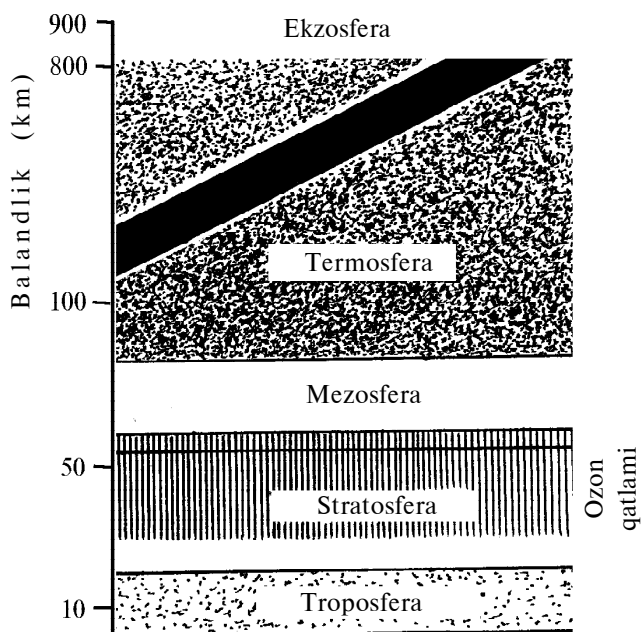 900
Ekzosfera
800
Balandlik (km)
Termosfera
100
Mezosfera
50
Stratosfera
Ozon
qatlami
10
Troposfera